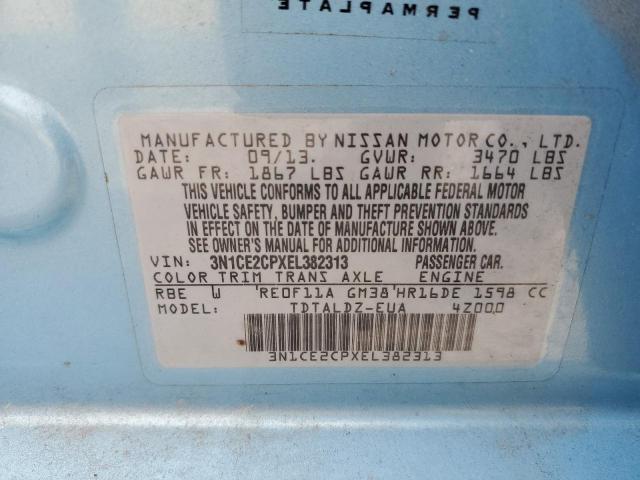 PERMAPLATE
MANUFACTURED BY NISSAN MOTOR CO., LTD.
DATE: 09/13. GVWR: 3470 LBS
GAWR FR: 1867 LBS GAWR RR: 1664 LBS
THIS VEHICLE CONFORMS TO ALL APPLICABLE FEDERAL MOTOR
VEHICLE SAFETY, BUMPER AND THEFT PREVENTION STANDARDS
IN EFFECT ON THE DATE OF MANUFACTURE SHOWN ABOVE.
SEE OWNER'S MANUAL FOR ADDITIONAL INFORMATION.
VIN: 3N1CE2CPXEL382313 PASSENGER CAR.
COLOR TRIM TRANS AXLE ENGINE
RBE W 'REOF11A GM38'HR16DE 1598 CC
MODEL: TDTALDZ-EUA 4Z000
3N1CE2CPXEL382313